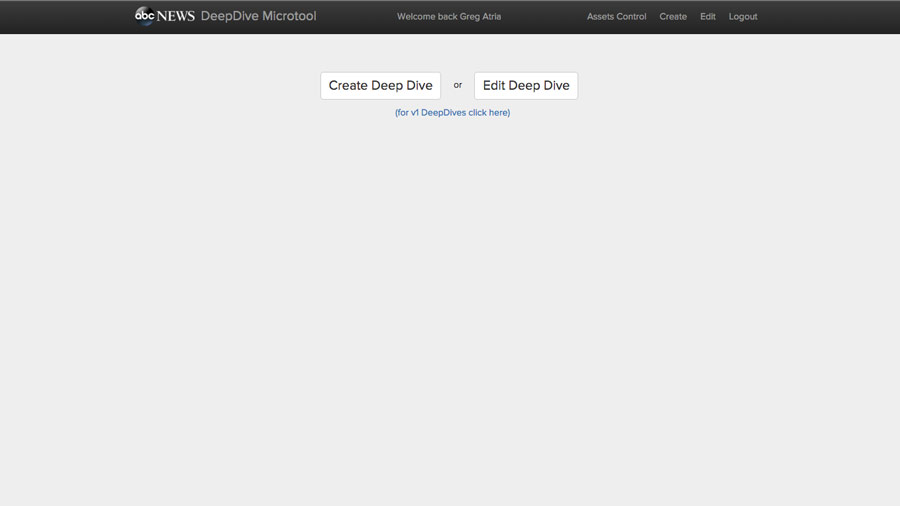 abc NEWS DeepDive Microtool Welcome back Greg Atria Assets Control Create Edit Logout
Create Deep Dive or Edit Deep Dive
(for v1 DeepDives click here)